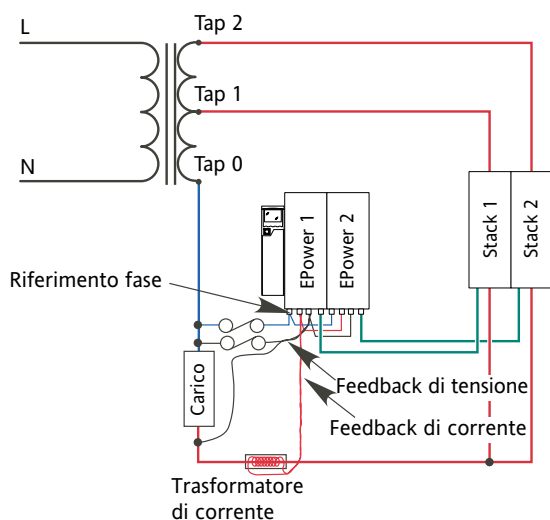 L
Tap 2
Tap 1
N
Tap 0
EPower 1
EPower 2
Stack 1
Stack 2
Riferimento fase
Carico
Feedback di tensione
Feedback di corrente
Trasformatore
di corrente